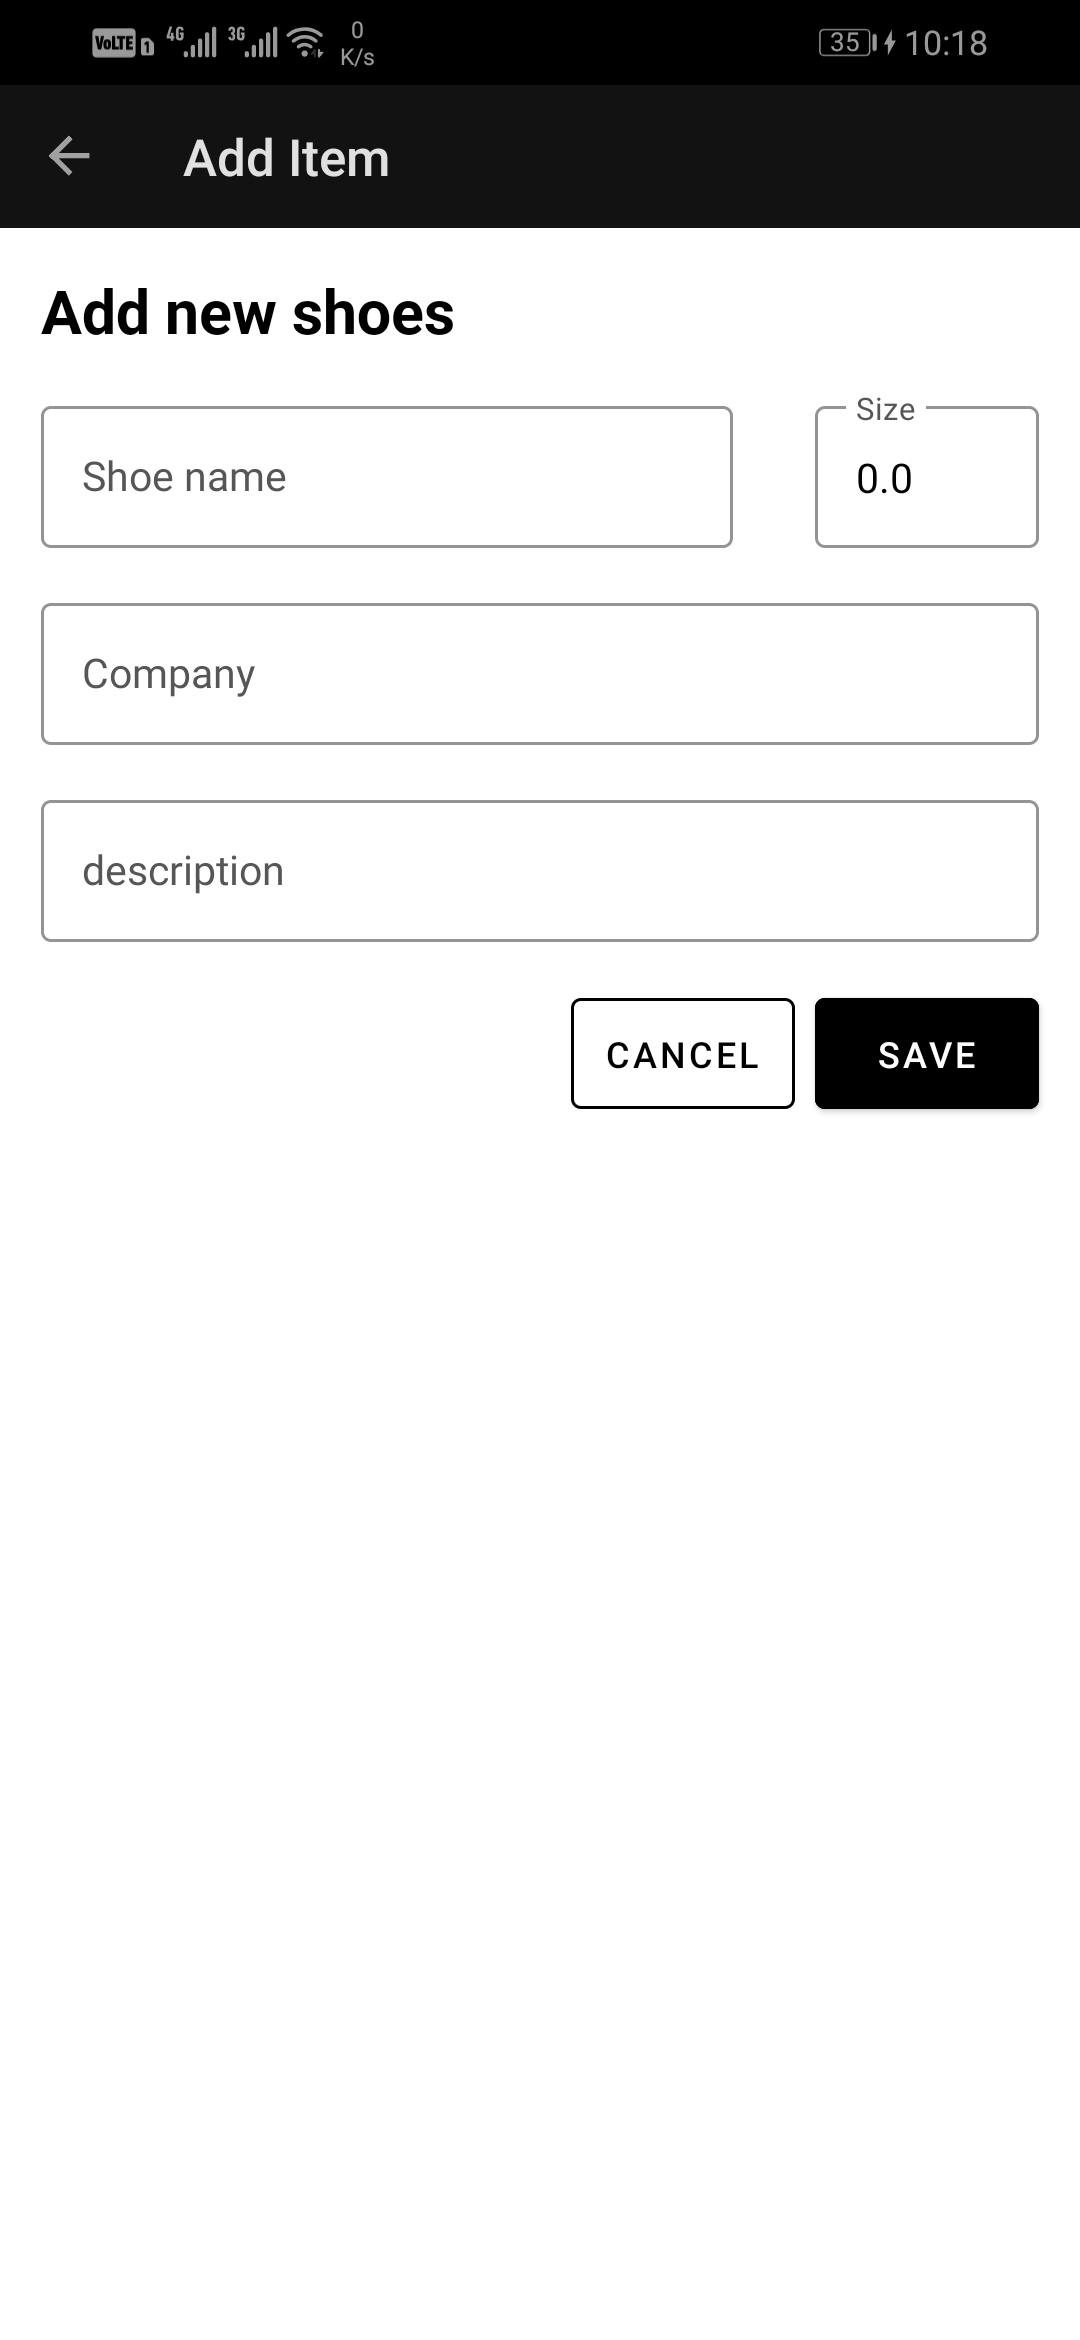 VoLTE 1 4G 3G 0 K/s 35 10:18
Add Item
Add new shoes
Shoe name
Size
0.0
Company
description
CANCEL SAVE